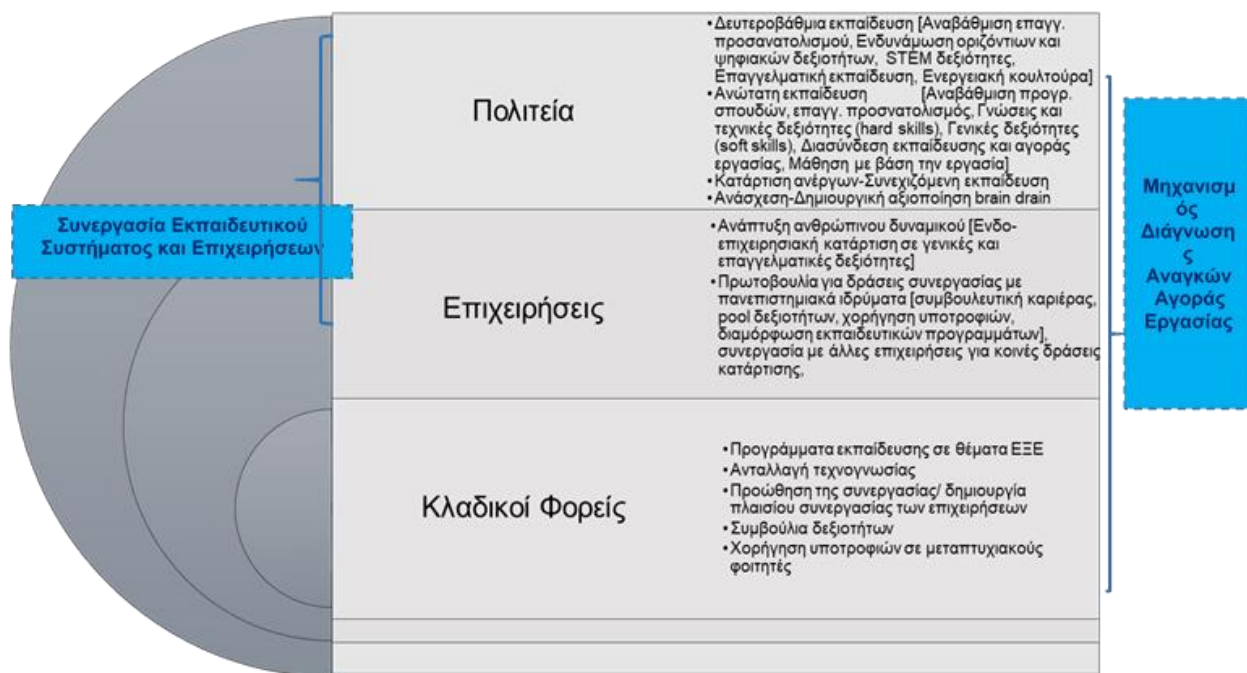 Συνεργασία Εκπαιδευτικού
Συστήματος και Επιχειρήσεων
Πολιτεία
•Δευτεροβάθμια εκπαίδευση [Αναβάθμιση επαγγ.
προσανατολισμού, Ενδυνάμωση οριζόντιων και
ψηφιακών δεξιοτήτων, STEM δεξιότητες,
Επαγγελματική εκπαίδευση, Ενεργειακή κουλτούρα]
•Ανώτατη εκπαίδευση [Αναβάθμιση προγρ.
σπουδών, επαγγ. προσνατολισμός, Γνώσεις και
τεχνικές δεξιότητες (hard skills), Γενικές δεξιότητες
(soft skills), Διασύνδεση εκπαίδευσης και αγοράς
εργασίας, Μάθηση με βάση την εργασία]
•Κατάρτιση ανέργων-Συνεχιζόμενη εκπαίδευση
•Ανάσχεση-Δημιουργική αξιοποίηση brain drain
Επιχειρήσεις
•Ανάπτυξη ανθρώπινου δυναμικού [Ενδο-
επιχειρησιακή κατάρτιση σε γενικές και
επαγγελματικές δεξιότητες]
•Πρωτοβουλία για δράσεις συνεργασίας με
πανεπιστημιακά ιδρύματα [συμβουλευτική καριέρας,
pool δεξιοτήτων, χορήγηση υποτροφιών,
διαμόρφωση εκπαιδευτικών προγραμμάτων],
συνεργασία με άλλες επιχειρήσεις για κοινές δράσεις
κατάρτισης,
Κλαδικοί Φορείς
•Προγράμματα εκπαίδευσης σε θέματα ΕΞΕ
•Ανταλλαγή τεχνογνωσίας
•Προώθηση της συνεργασίας/ δημιουργία
πλαισίου συνεργασίας των επιχειρήσεων
•Συμβούλια δεξιοτήτων
•Χορήγηση υποτροφιών σε μεταπτυχιακούς
φοιτητές
Μηχανισμ
ός
Διάγνωση
ς
Αναγκών
Αγοράς
Εργασίας